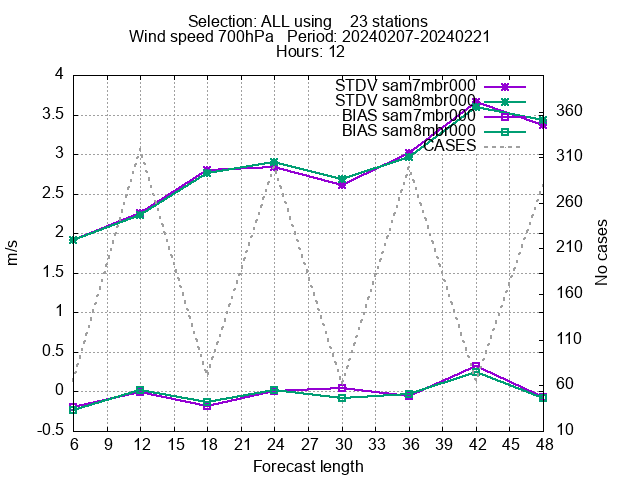 Selection: ALL using 23 stations
Wind speed 700hPa Period: 20240207-20240221
Hours: 12
STDV sam7mbr000
STDV sam8mbr000
BIAS sam7mbr000
BIAS sam8mbr000
CASES
m/s
4
3.5
3
2.5
2
1.5
1
0.5
0
-0.5
No cases
360
310
260
210
160
110
60
10
6 9 12 15 18 21 24 27 30 33 36 39 42 45 48
Forecast length